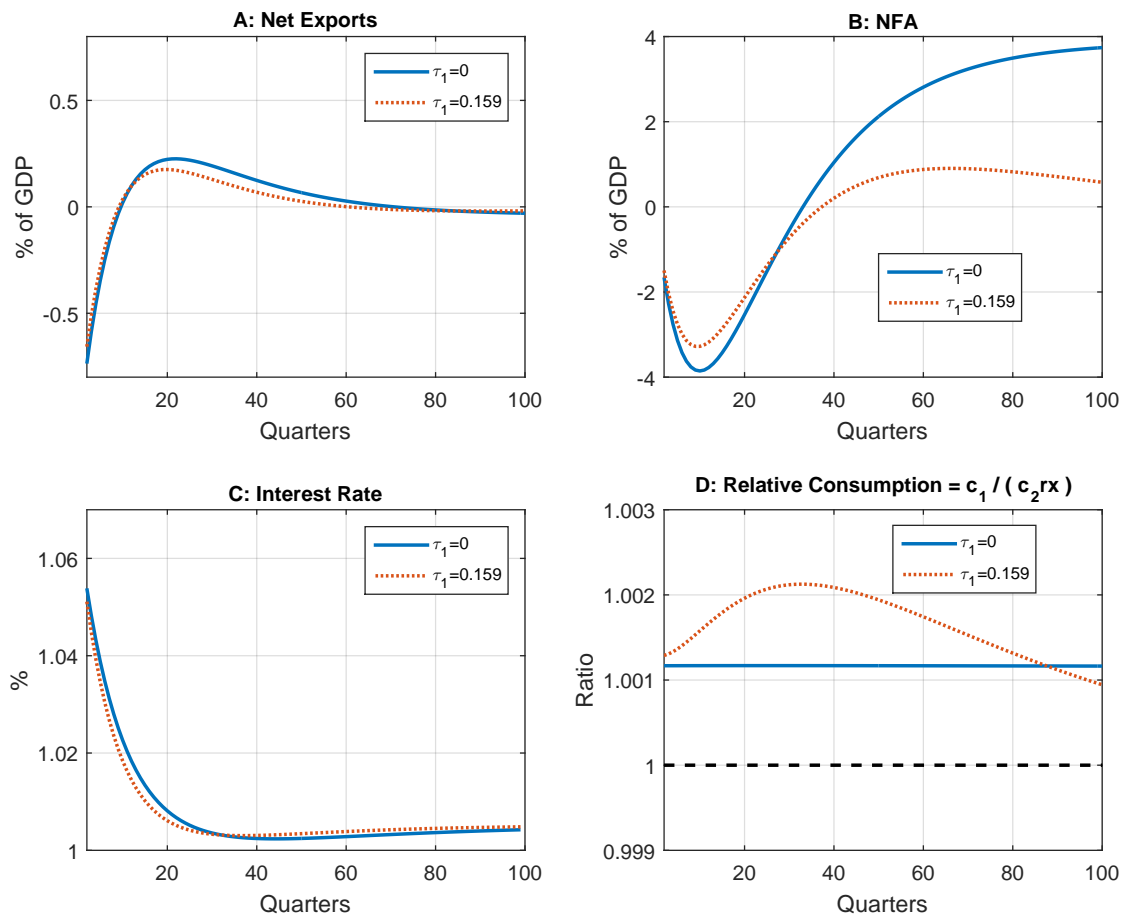 A: Net Exports
% of GDP
0.5
0
-0.5
20 40 60 80 100
Quarters
τ1=0
τ1=0.159
B: NFA
% of GDP
4
2
0
-2
-4
20 40 60 80 100
Quarters
τ1=0
τ1=0.159
C: Interest Rate
%
1.06
1.04
1.02
1
20 40 60 80 100
Quarters
τ1=0
τ1=0.159
D: Relative Consumption = c1 / ( c2rx )
Ratio
1.003
1.002
1.001
1
0.999
20 40 60 80 100
Quarters
τ1=0
τ1=0.159